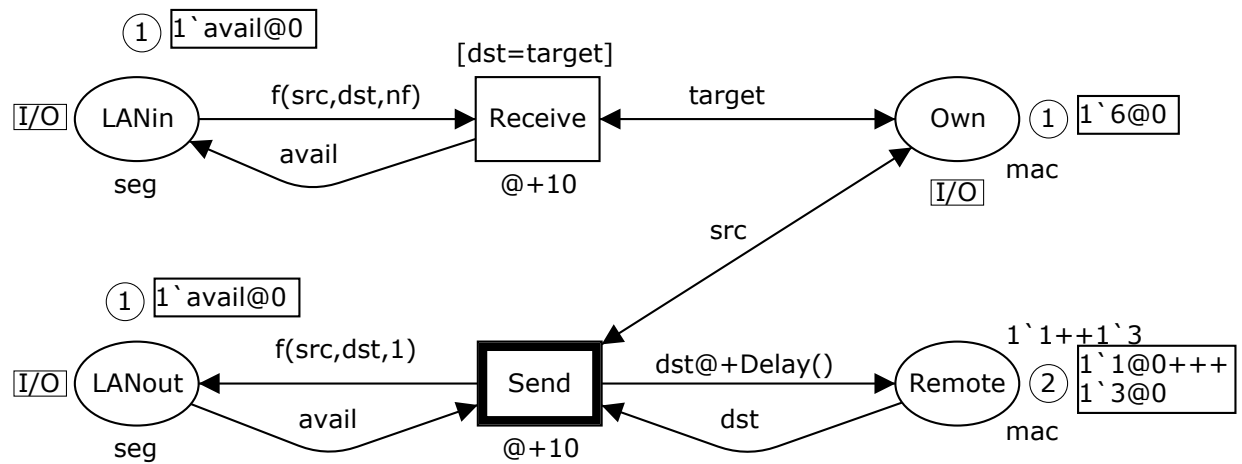 1
1`avail@0
[dst=target]
f(src,dst,nf)
target
I/O
LANin
Receive
Own
1
1`6@0
avail
seg
@+10
mac
I/O
src
1
1`avail@0
f(src,dst,1)
dst@+Delay()
1`1++1`3
I/O
LANout
Send
Remote
2
1`1@0+++
1`3@0
avail
dst
seg
@+10
mac